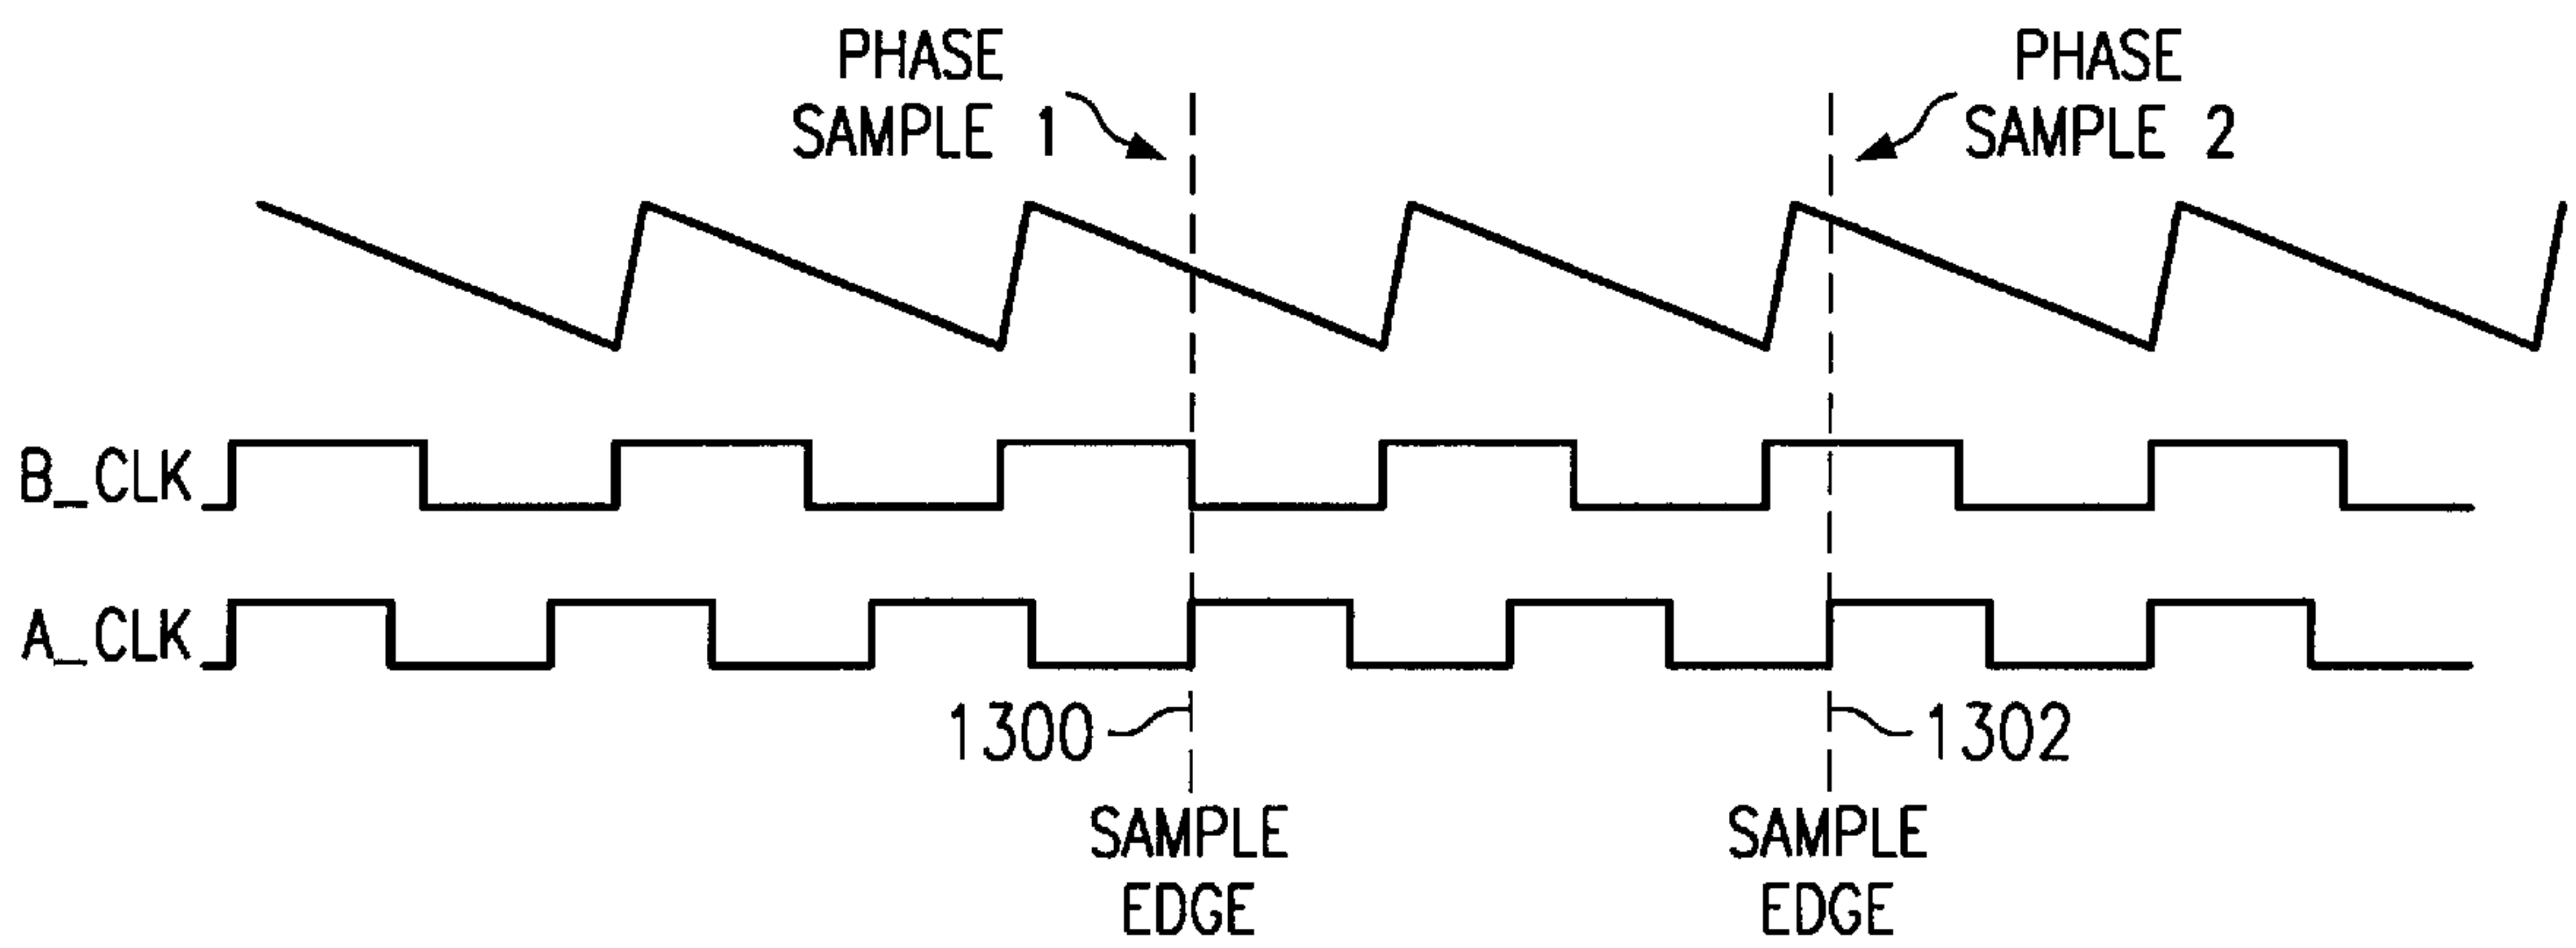 PHASE
SAMPLE 1
PHASE
SAMPLE 2
B_CLK
A_CLK
1300
1302
SAMPLE
EDGE
SAMPLE
EDGE